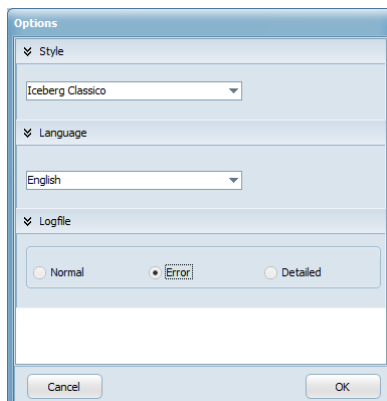 Options
Style
Iceberg Classico
Language
English
Logfile
Normal Error Detailed
Cancel OK